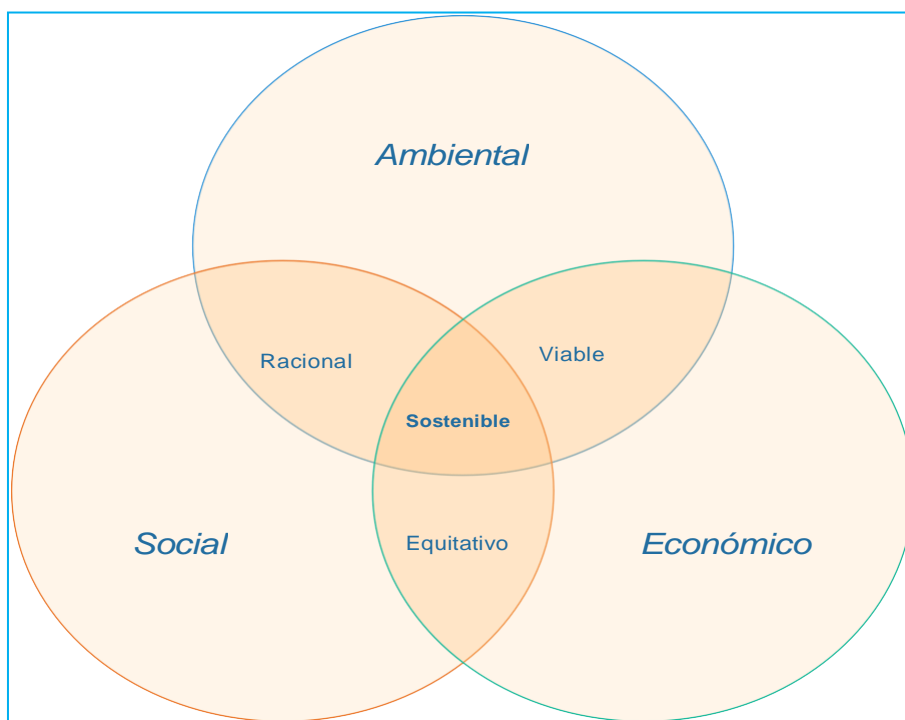 Ambiental
Racional
Viable
Sostenible
Social
Equitativo
Económico